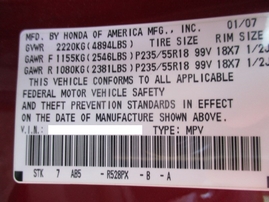 MFD.BY HONDA OF AMERICA MFG., INC. 01/07
GVWR 2220KG(4894LBS) TIRE SIZE RIM SIZE
GAWR F 1155KG(2546LBS)P235/55R18 99V 18X7 1/2J
GAWR R 1080KG(2381LBS)P235/55R18 99V 18X7 1/2J
THIS VEHICLE CONFORMS TO ALL APPLICABLE
FEDERAL MOTOR VEHICLE SAFETY
AND THEFT PREVENTION STANDARDS IN EFFECT
ON THE DATE OF MANUFACTURE SHOWN ABOVE.
V.I.N.: TYPE: MPV
STK 7 AB5 - R528PX - B - A